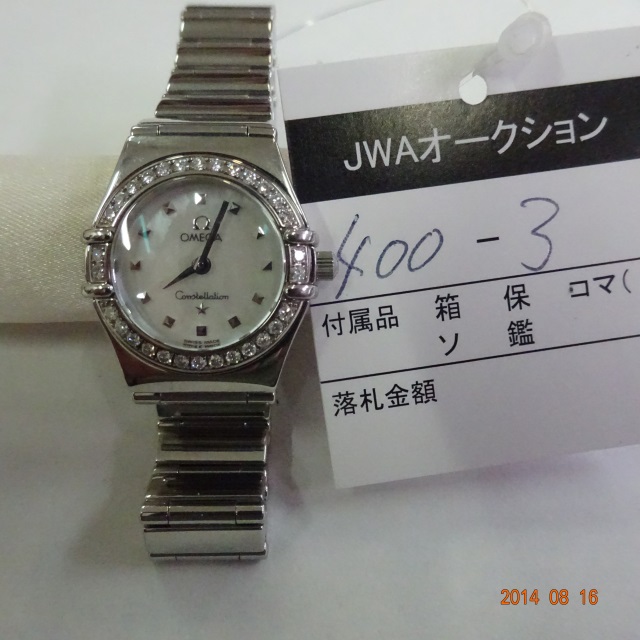 JWAオークション
400-3
付属品 箱 保 コマ(
ソ 鑑
落札金額
Ω
OMEGA
Constellation
2014 08 16